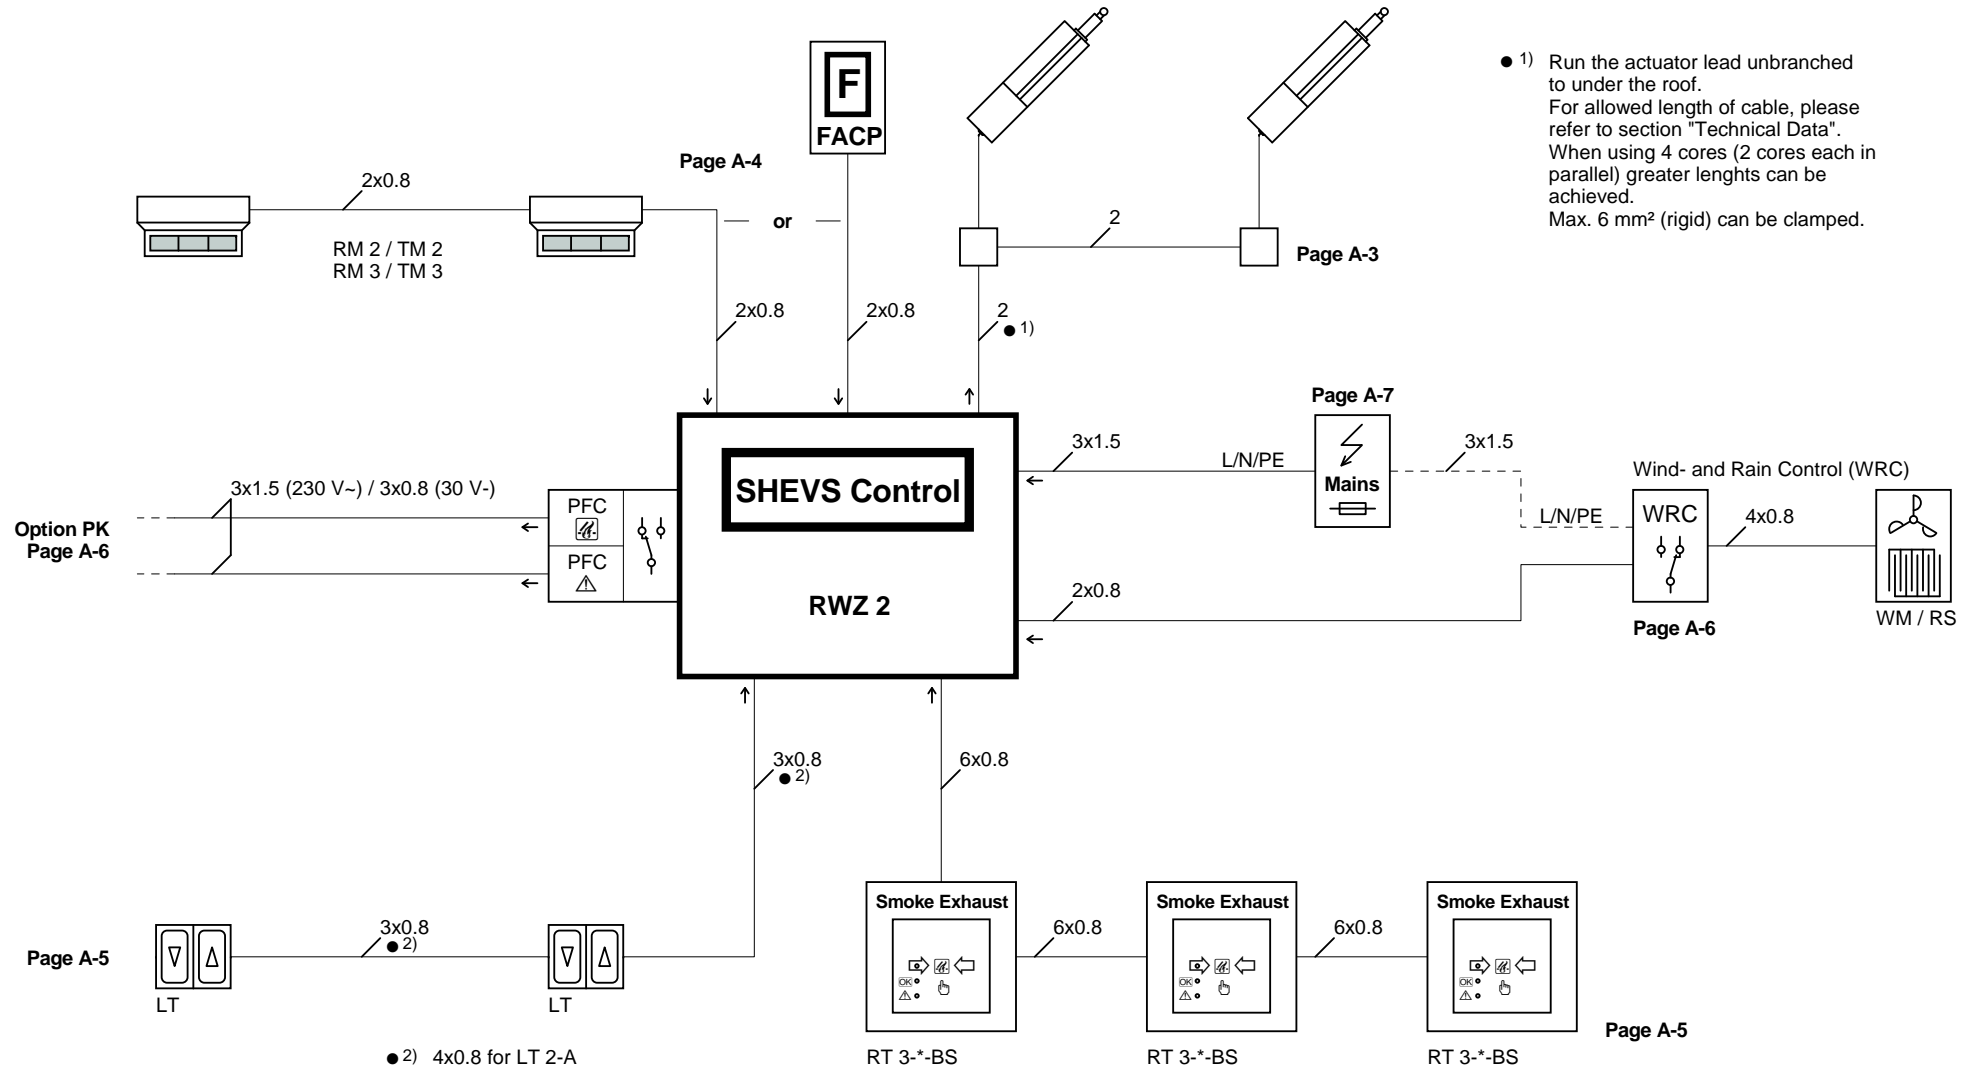 F
FACP
● 1) Run the actuator lead unbranched
to under the roof.
For allowed length of cable, please
refer to section "Technical Data".
When using 4 cores (2 cores each in
parallel) greater lenghts can be
achieved.
Max. 6 mm² (rigid) can be clamped.
Page A-4
2x0.8
or
2
RM 2 / TM 2
RM 3 / TM 3
Page A-3
2x0.8
2x0.8
2
● 1)
Page A-7
3x1.5
L/N/PE
Mains
3x1.5
Wind- and Rain Control (WRC)
L/N/PE
WRC
4x0.8
WM / RS
Page A-6
SHEVS Control
RWZ 2
2x0.8
3x1.5 (230 V~) / 3x0.8 (30 V-)
Option PK
Page A-6
PFC
PFC
3x0.8
● 2)
6x0.8
Page A-5
3x0.8
● 2)
LT
LT
Smoke Exhaust
OK
6x0.8
Smoke Exhaust
OK
6x0.8
Smoke Exhaust
OK
Page A-5
● 2) 4x0.8 for LT 2-A
RT 3-*-BS
RT 3-*-BS
RT 3-*-BS